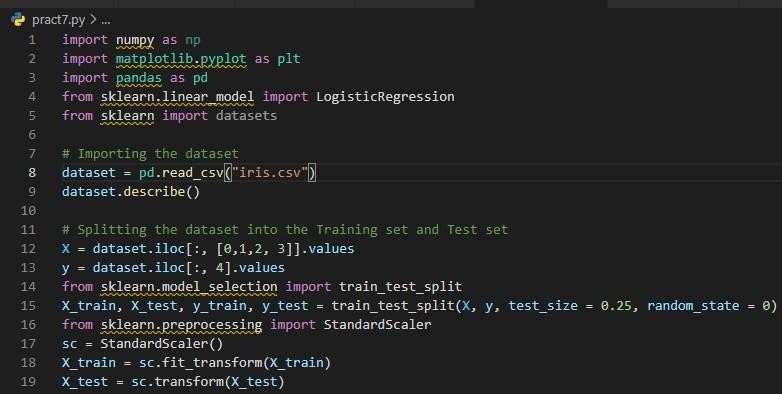 pract7.py > ...
1 import numpy as np
2 import matplotlib.pyplot as plt
3 import pandas as pd
4 from sklearn.linear_model import LogisticRegression
5 from sklearn import datasets
6
7 # Importing the dataset
8 dataset = pd.read_csv("iris.csv")
9 dataset.describe()
10
11 # Splitting the dataset into the Training set and Test set
12 X = dataset.iloc[:, [0,1,2, 3]].values
13 y = dataset.iloc[:, 4].values
14 from sklearn.model_selection import train_test_split
15 X_train, X_test, y_train, y_test = train_test_split(X, y, test_size = 0.25, random_state = 0)
16 from sklearn.preprocessing import StandardScaler
17 sc = StandardScaler()
18 X_train = sc.fit_transform(X_train)
19 X_test = sc.transform(X_test)